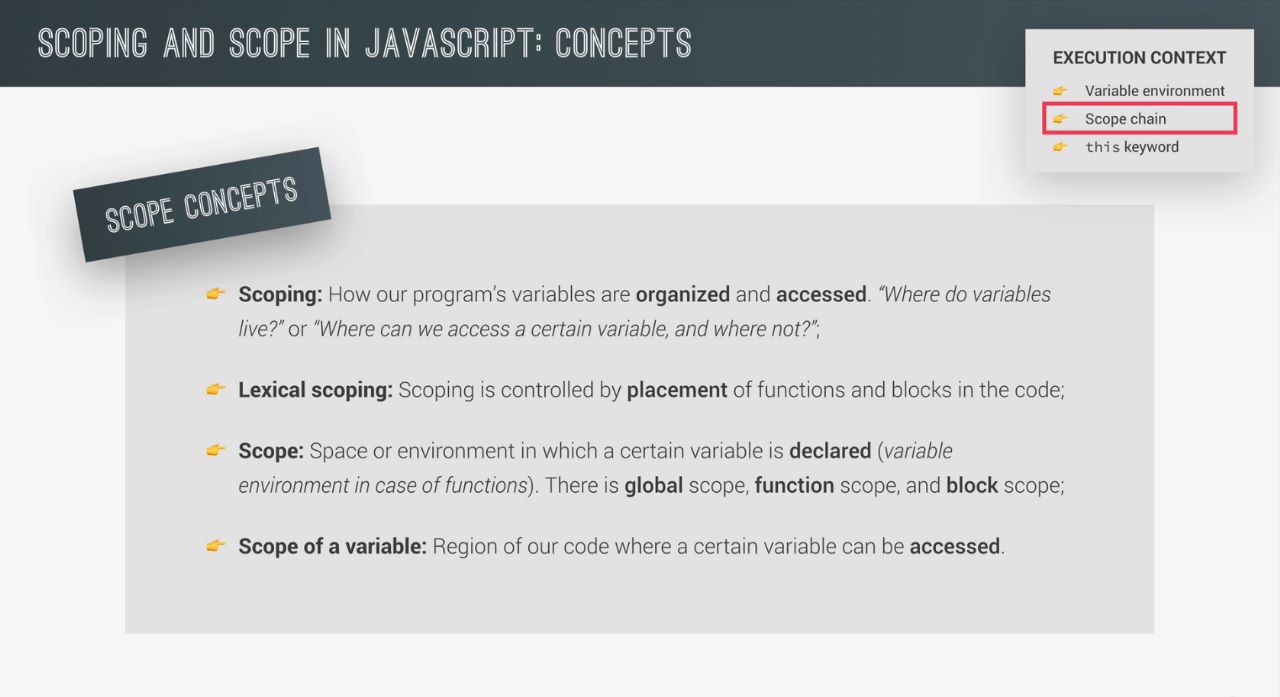 SCOPING AND SCOPE IN JAVASCRIPT: CONCEPTS
EXECUTION CONTEXT
👉 Variable environment
👉 Scope chain
👉 this keyword
SCOPE CONCEPTS
👉 Scoping: How our program’s variables are organized and accessed. “Where do variables
live?” or “Where can we access a certain variable, and where not?”;
👉 Lexical scoping: Scoping is controlled by placement of functions and blocks in the code;
👉 Scope: Space or environment in which a certain variable is declared (variable
environment in case of functions). There is global scope, function scope, and block scope;
👉 Scope of a variable: Region of our code where a certain variable can be accessed.